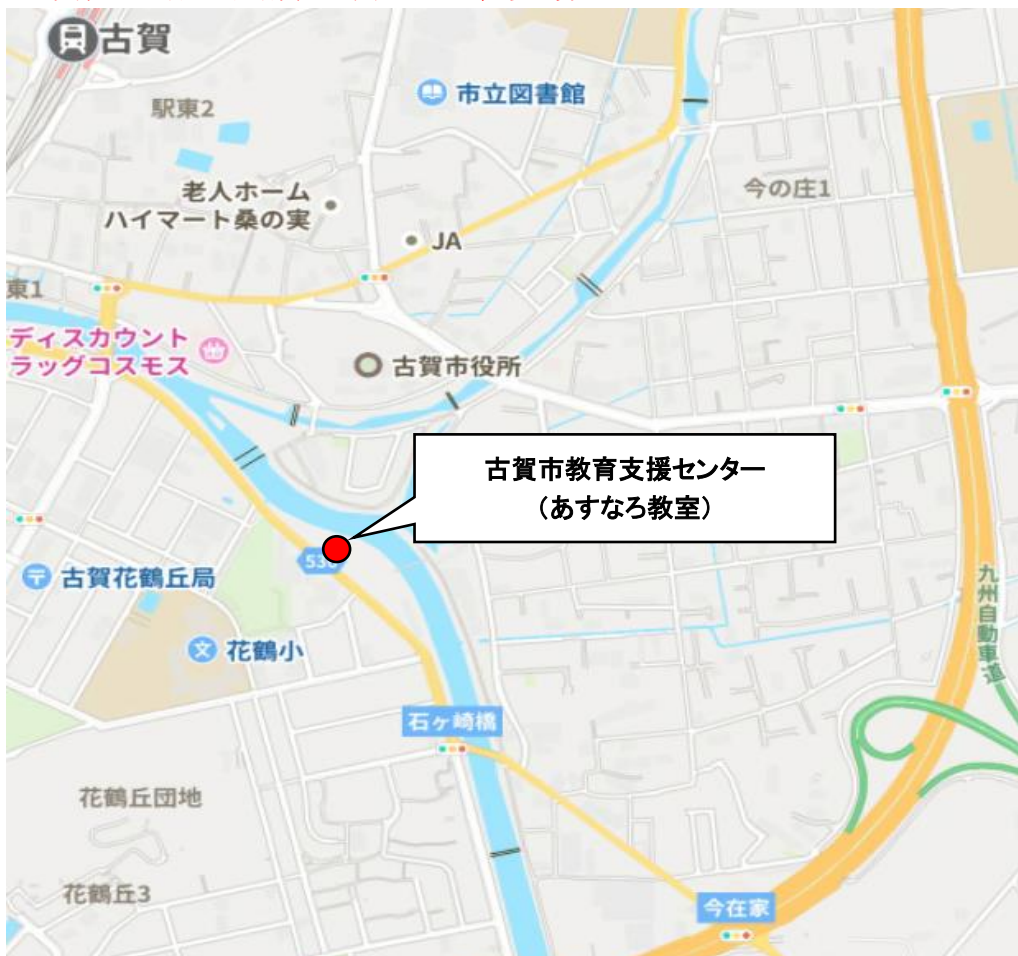 古賀
市立図書館
駅東2
老人ホーム
ハイマート桑の実
今の庄1
JA
東1
ディスカウント
ラッグコスモス
古賀市役所
古賀市教育支援センター
(あすなろ教室)
古賀花鶴丘局
九州自動車道
花鶴小
石ヶ崎橋
花鶴丘団地
花鶴丘3
今在家